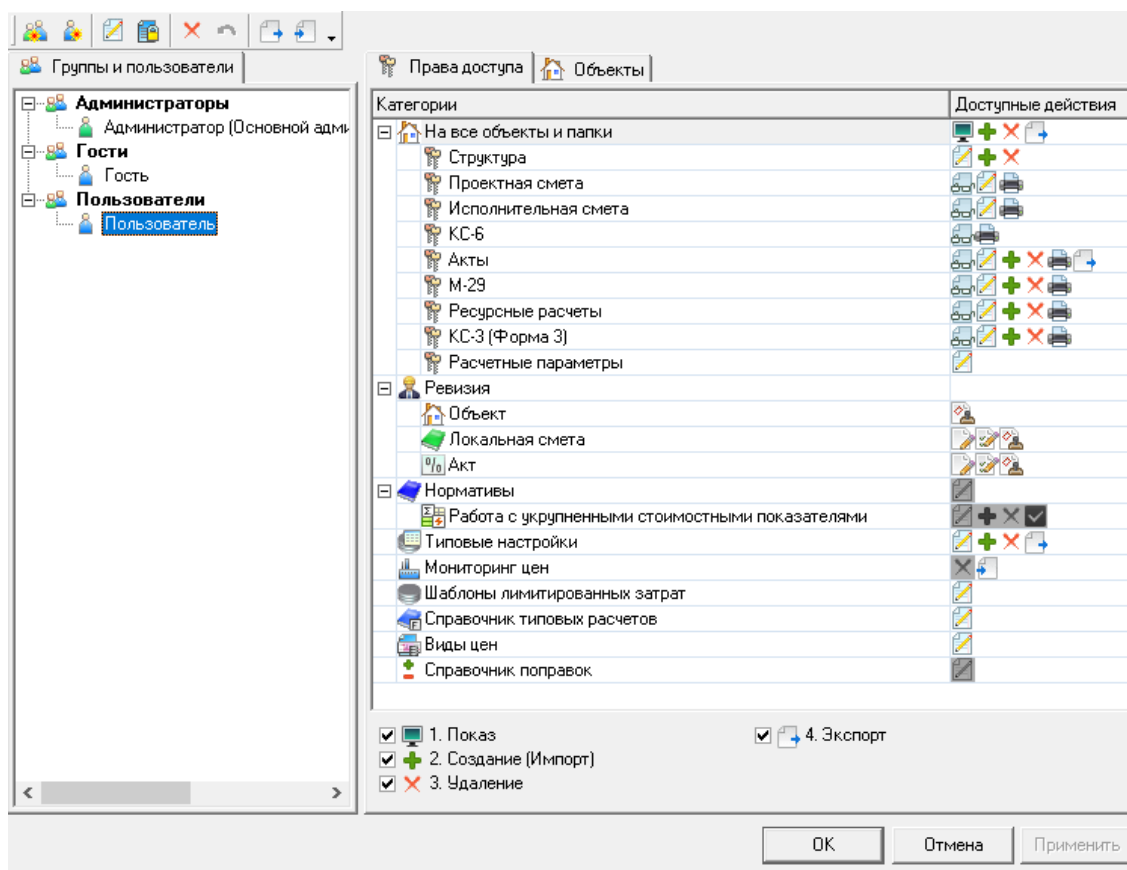 Группы и пользователи
Администраторы
Администратор (Основной адми
Гости
Гость
Пользователи
Пользователь
Права доступа
Объекты
Категории
Доступные действия
На все объекты и папки
Структура
Проектная смета
Исполнительная смета
КС-6
Акты
М-29
Ресурсные расчеты
КС-3 (Форма 3)
Расчетные параметры
Ревизия
Объект
Локальная смета
Акт
Нормативы
Работа с укрупненными стоимостными показателями
Типовые настройки
Мониторинг цен
Шаблоны лимитированных затрат
Справочник типовых расчетов
Виды цен
Справочник поправок
1. Показ
2. Создание (Импорт)
3. Удаление
4. Экспорт
OK
Отмена
Применить